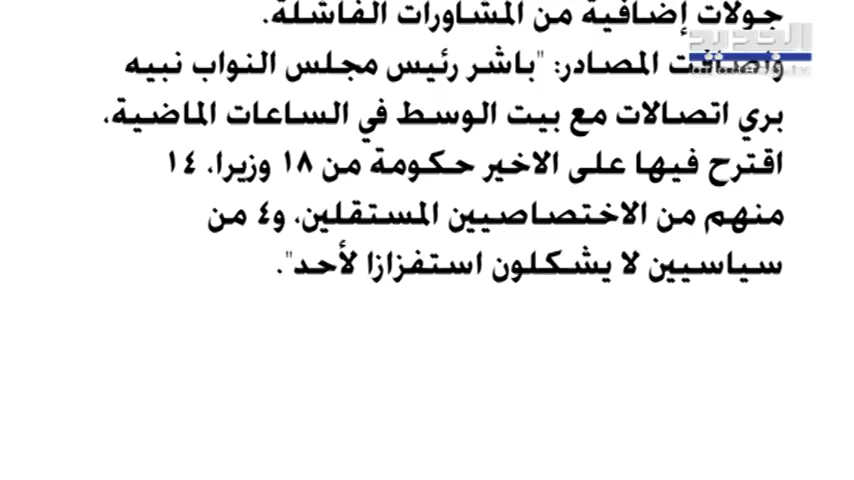 جولات إضافية من المشاورات الفاشلة.
وأضافت المصادر: "باشر رئيس مجلس النواب نبيه
بري اتصالات مع بيت الوسط في الساعات الماضية،
اقترح فيها على الاخير حكومة من ١٨ وزيرا، ١٤
منهم من الاختصاصيين المستقلين، و٤ من
سياسيين لا يشكلون استفزازا لأحد".
الجديد